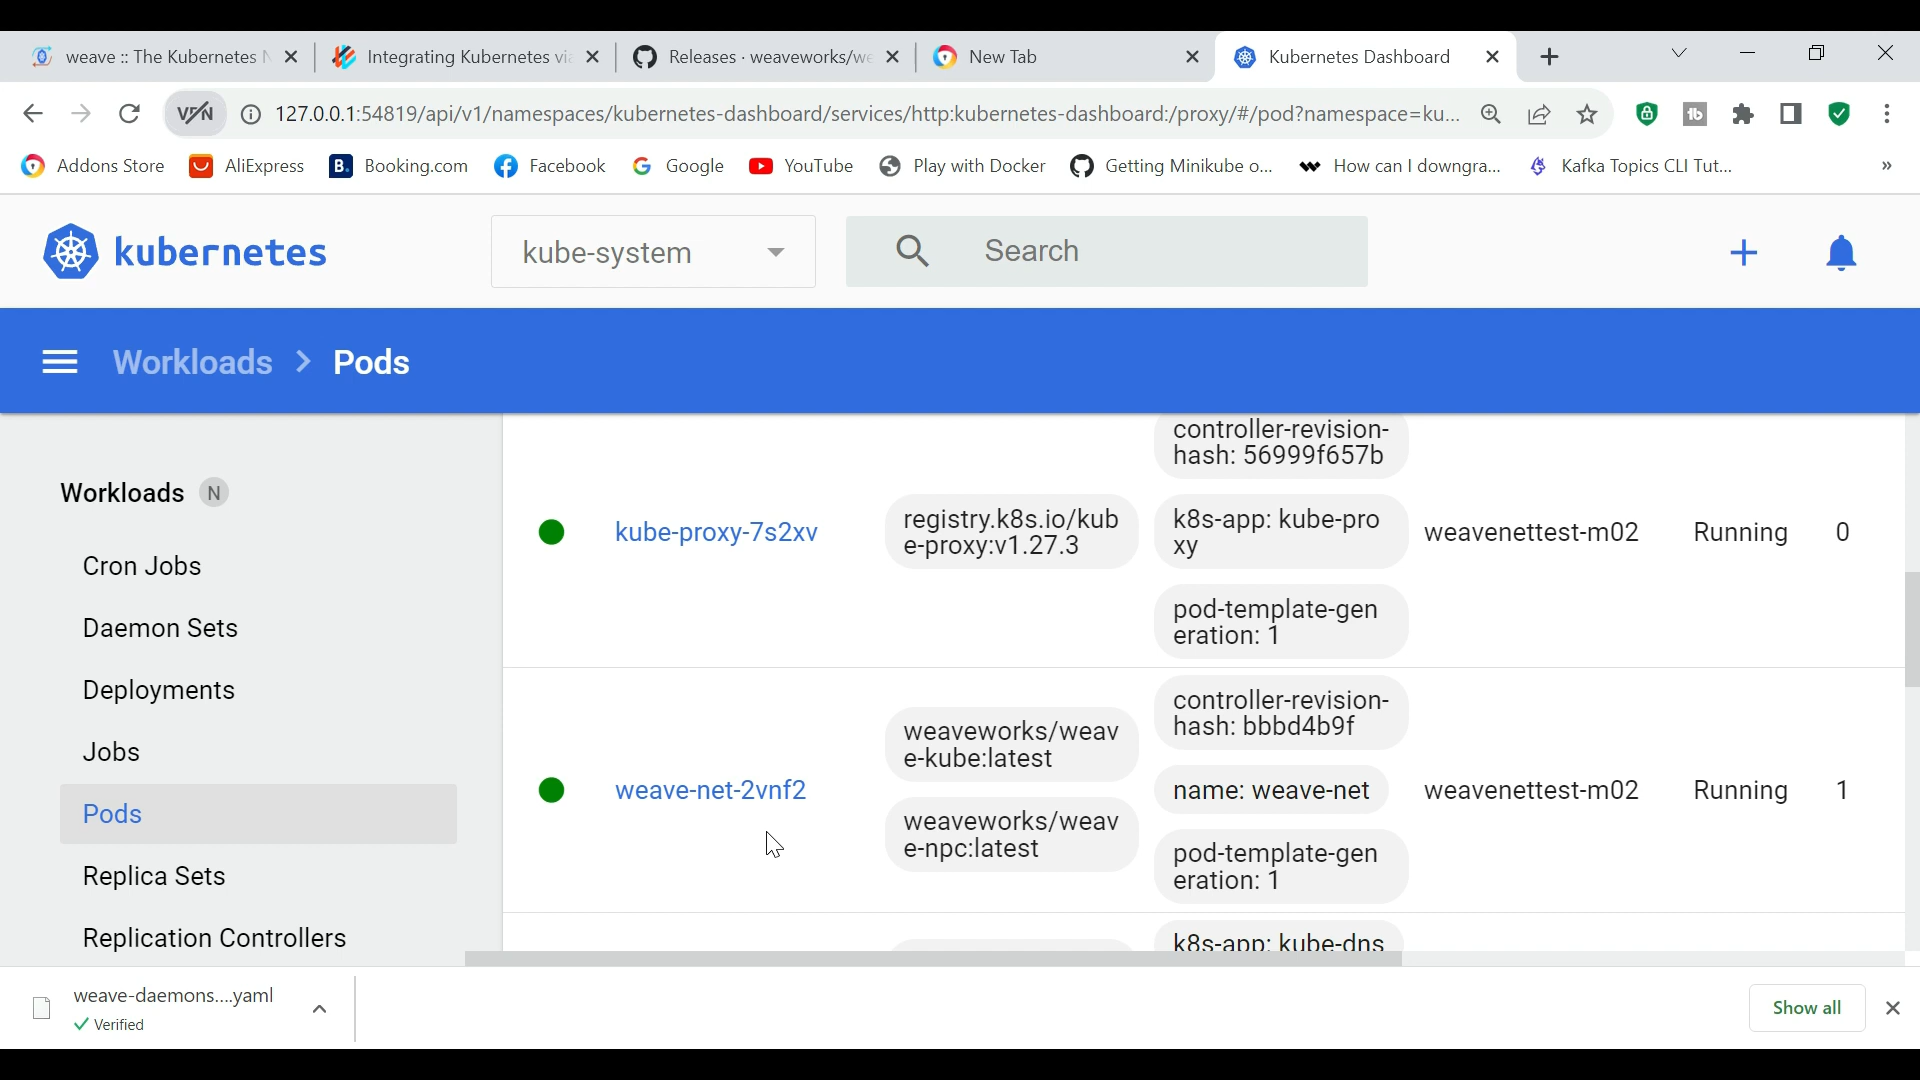 weave :: The Kubernetes N
Integrating Kubernetes via
Releases · weaveworks/we
New Tab
Kubernetes Dashboard
VPN
127.0.0.1:54819/api/v1/namespaces/kubernetes-dashboard/services/http:kubernetes-dashboard:/proxy/#/pod?namespace=ku...
Addons Store
AliExpress
B. Booking.com
Facebook
Google
YouTube
Play with Docker
Getting Minikube o...
How can I downgra...
Kafka Topics CLI Tut...
»
kubernetes
kube-system
Search
Workloads > Pods
Workloads N
Cron Jobs
Daemon Sets
Deployments
Jobs
Pods
Replica Sets
Replication Controllers
controller-revision-
hash: 56999f657b
kube-proxy-7s2xv
registry.k8s.io/kub
e-proxy:v1.27.3
k8s-app: kube-pro
xy
weavenettest-m02
Running
0
pod-template-gen
eration: 1
weave-net-2vnf2
weaveworks/weav
e-kube:latest
weaveworks/weav
e-npc:latest
controller-revision-
hash: bbbd4b9f
name: weave-net
pod-template-gen
eration: 1
weavenettest-m02
Running
1
k8s-app: kube-dns
weave-daemons....yaml
Verified
Show all